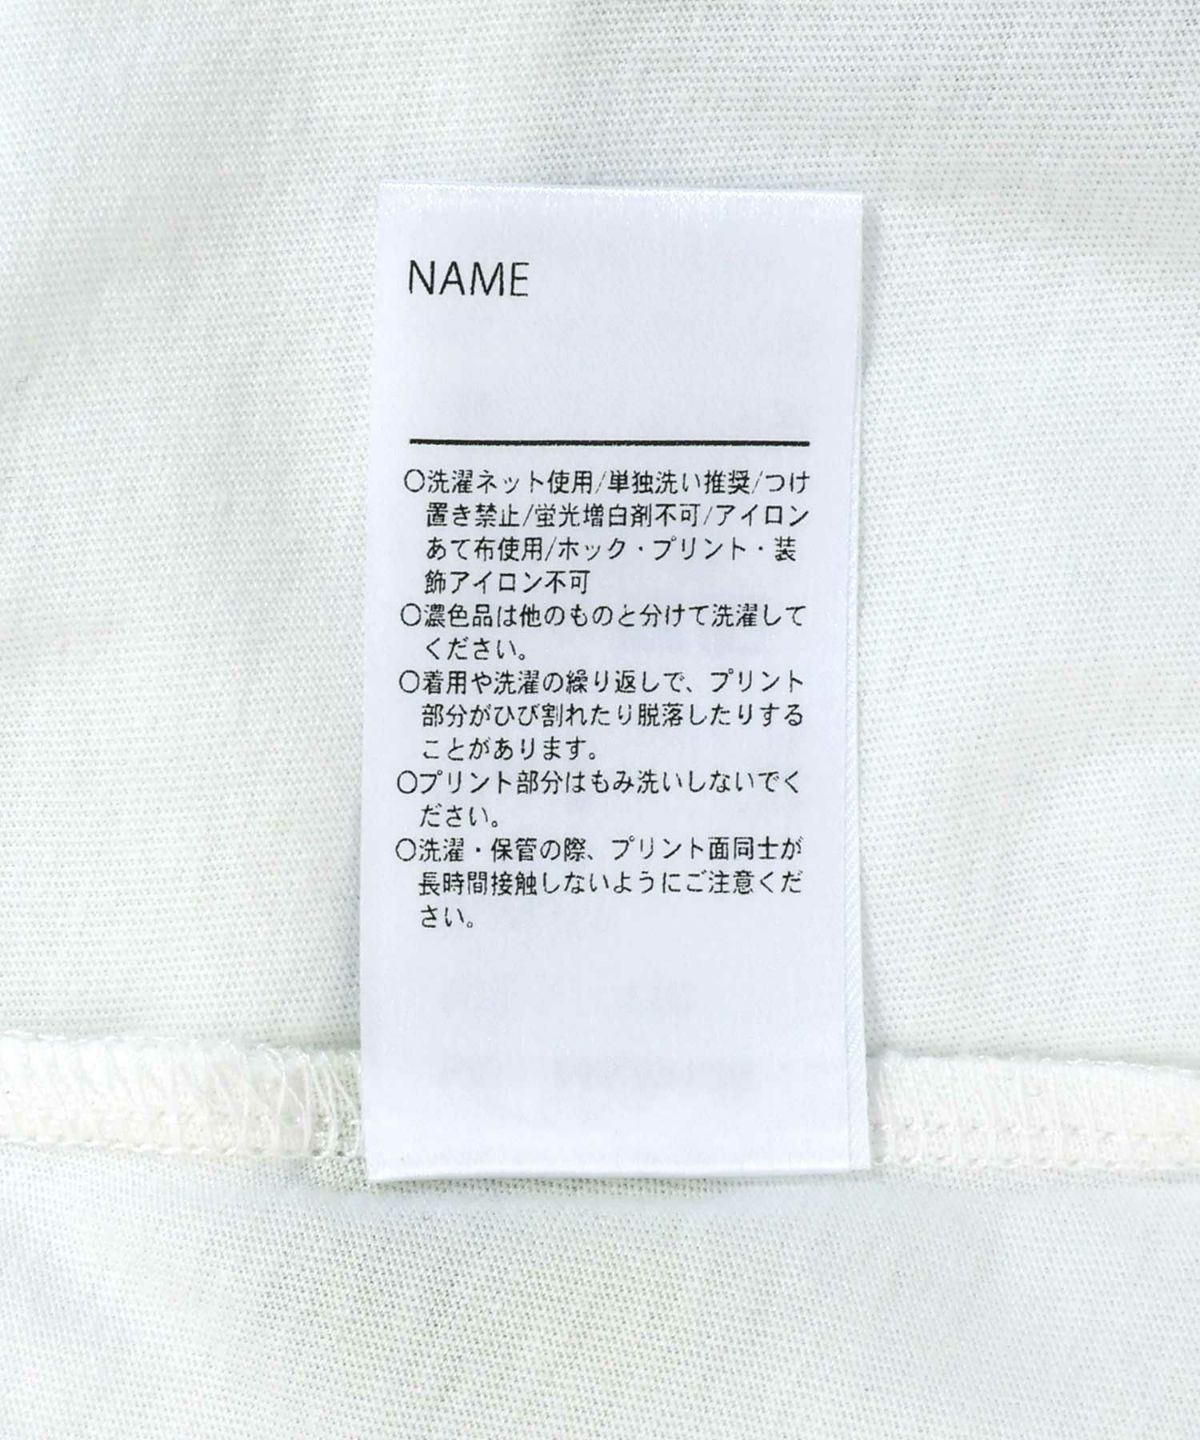 NAME
○洗濯ネット使用/単独洗い推奨/つけ
置き禁止/蛍光増白剤不可/アイロン
あて布使用/ホック・プリント・装
飾アイロン不可
○濃色品は他のものと分けて洗濯して
ください。
○着用や洗濯の繰り返しで、プリント
部分がひび割れたり脱落したりする
ことがあります。
○プリント部分はもみ洗いしないでく
ださい。
○洗濯・保管の際、プリント面同士が
長時間接触しないようにご注意くだ
さい。